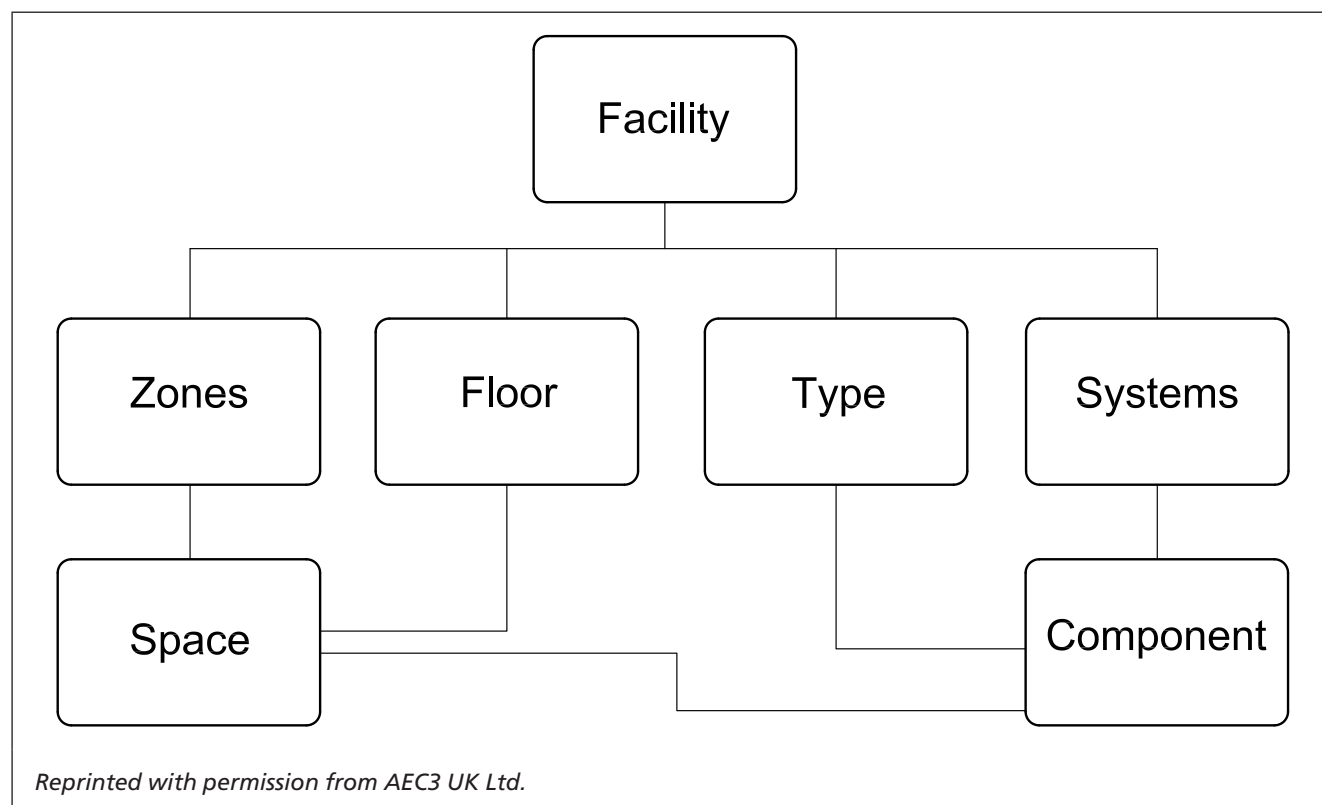 Facility
Zones
Floor
Type
Systems
Space
Component
Reprinted with permission from AEC3 UK Ltd.